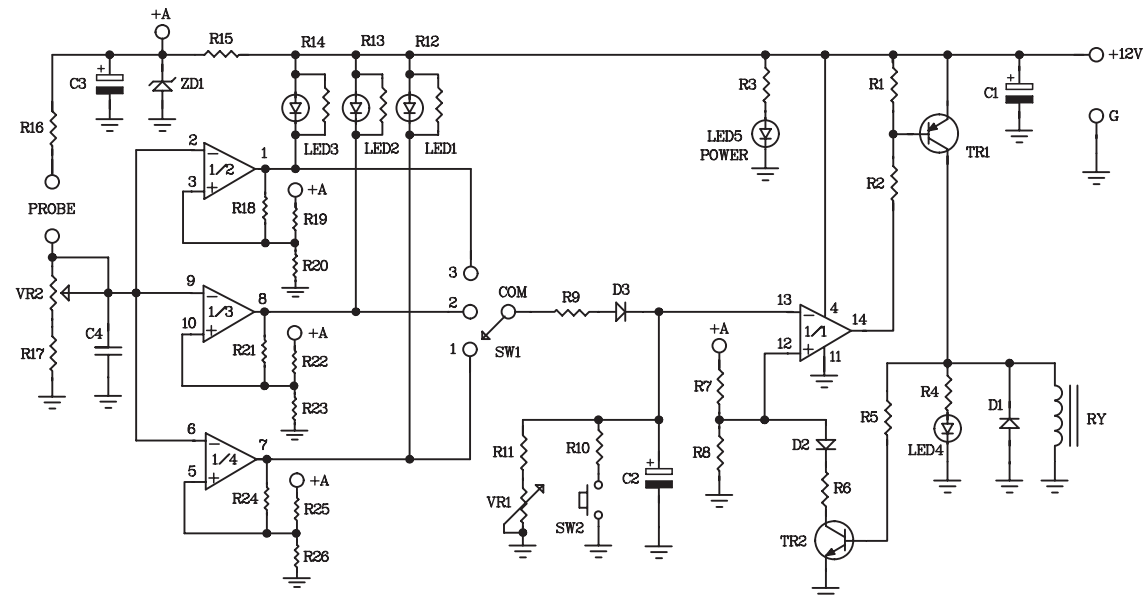 +A
R15
R14
R13
R12
+12V
C3
+
ZD1
R3
R1
+
C1
R16
LED3
LED2
LED1
LED5
POWER
G
TR1
2
−
1
1/2
3
+
R2
+A
PROBE
R18
R19
R20
3
VR2
9
−
8
1/3
10
+
2
COM
R9
D3
13
−
4
14
1/1
12
+
11
C4
R17
R21
+A
R22
R23
1
SW1
+A
R7
R4
D1
RY
R5
LED4
6
−
7
1/4
5
+
R24
+A
R25
R26
R11
R10
+
C2
R8
D2
R6
VR1
SW2
TR2